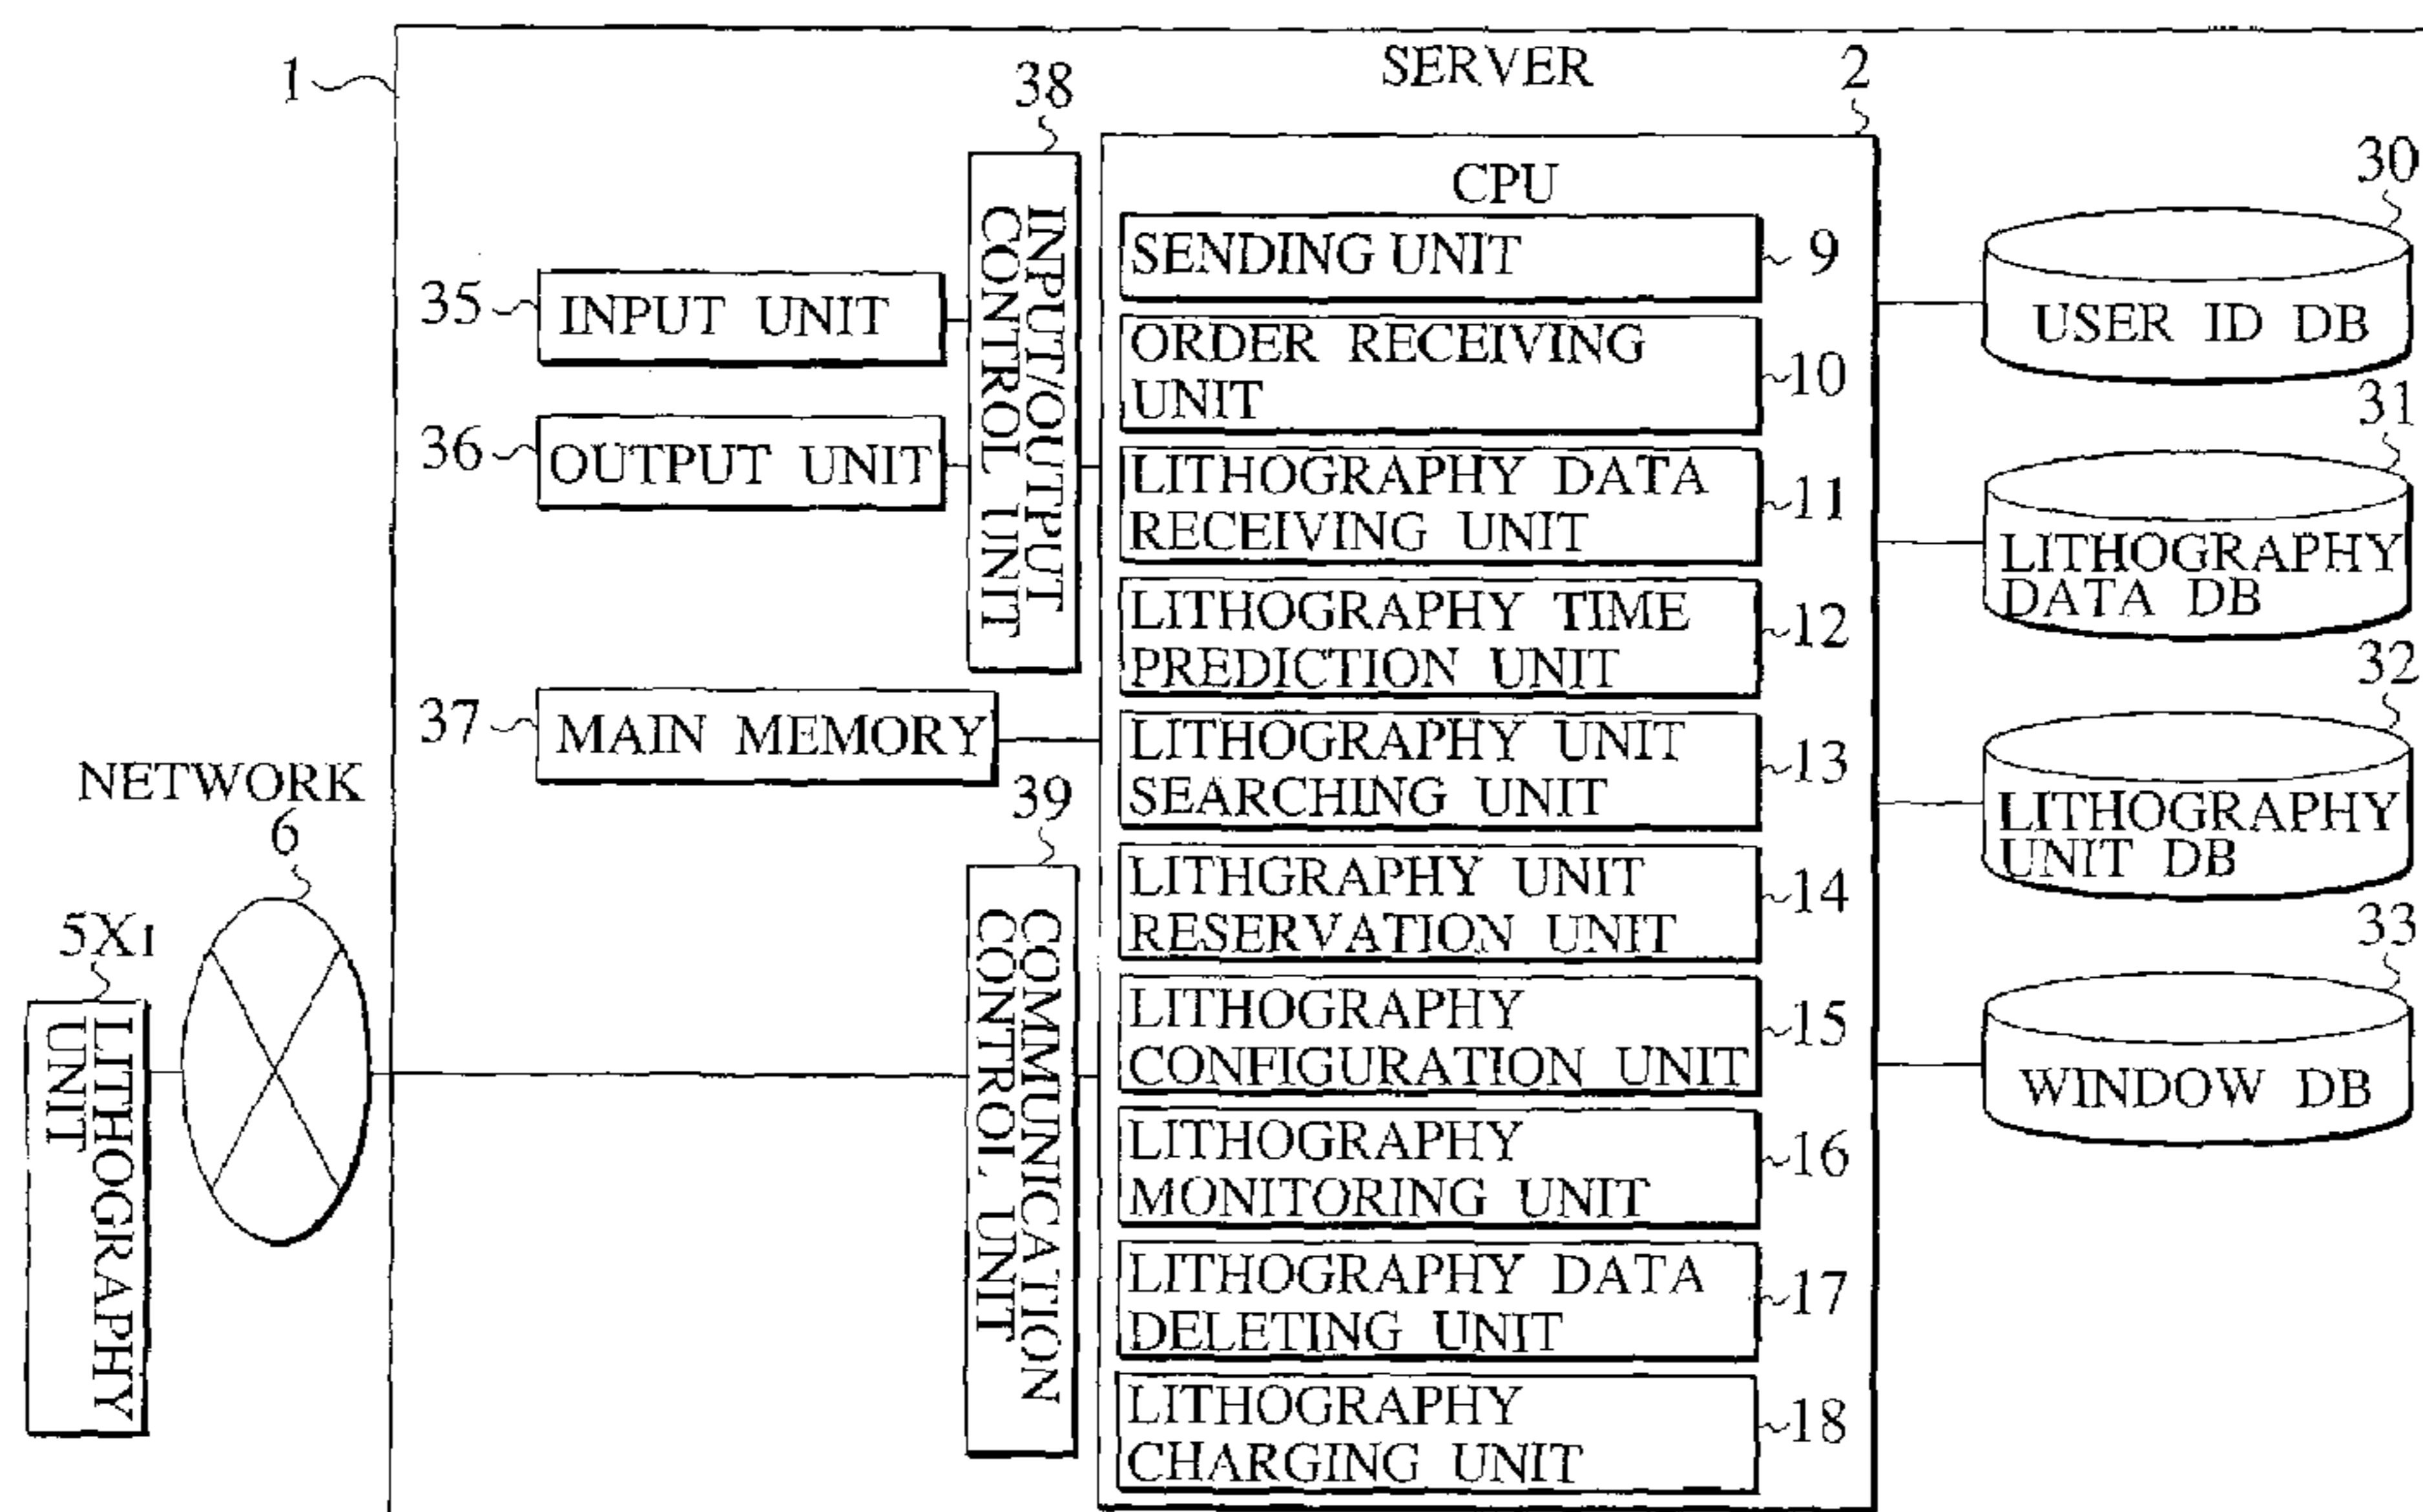 SERVER
1
2
38
INPUT/OUTPUT
CONTROL UNIT
CPU
SENDING UNIT
9
ORDER RECEIVING
UNIT
10
LITHOGRAPHY DATA
RECEIVING UNIT
11
LITHOGRAPHY TIME
PREDICTION UNIT
12
LITHOGRAPHY UNIT
SEARCHING UNIT
13
LITHGRAPHY UNIT
RESERVATION UNIT
14
LITHOGRAPHY
CONFIGURATION UNIT
15
LITHOGRAPHY
MONITORING UNIT
16
LITHOGRAPHY DATA
DELETING UNIT
17
LITHOGRAPHY
CHARGING UNIT
18
35
INPUT UNIT
36
OUTPUT UNIT
37
MAIN MEMORY
39
COMMUNICATION
CONTROL UNIT
NETWORK
6
5X1
LITHOGRAPHY
UNIT
30
USER ID DB
31
LITHOGRAPHY
DATA DB
32
LITHOGRAPHY
UNIT DB
33
WINDOW DB